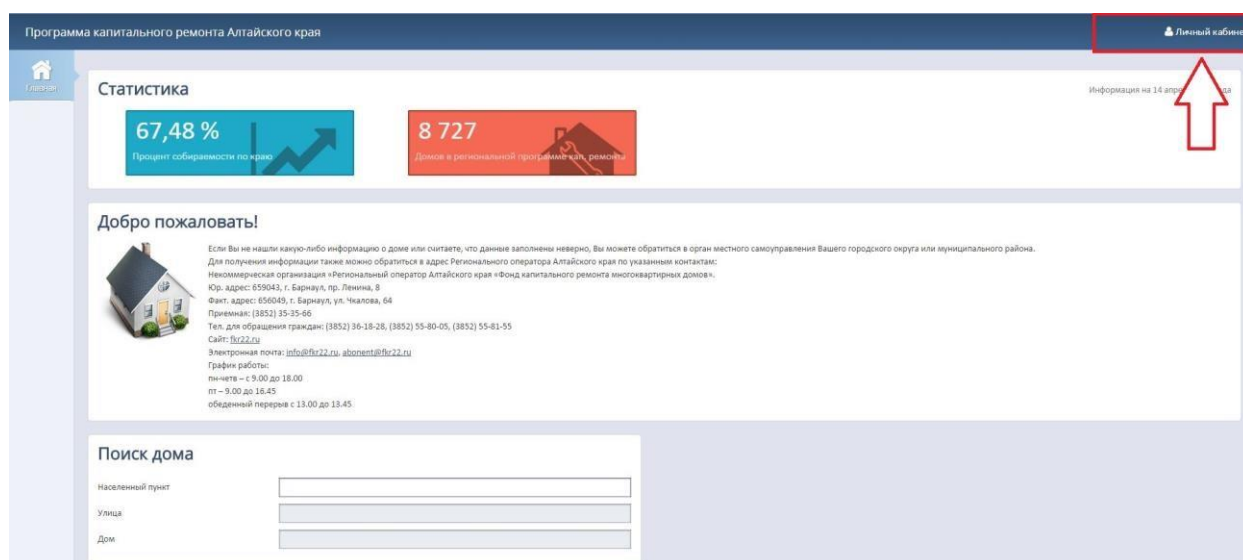 Программа капитального ремонта Алтайского края
Личный кабине
Главная
Статистика
Информация на 14 апре
67,48 %
Процент собираемости по краю
8 727
Домов в региональной программе кап. ремонта
Добро пожаловать!
Если Вы не нашли какую-либо информацию о доме или считаете, что данные заполнены неверно, Вы можете обратиться в орган местного самоуправления Вашего городского округа или муниципального района.
Для получения информации также можно обратиться в адрес Регионального оператора Алтайского края по указанным контактам:
Некоммерческая организация «Региональный оператор Алтайского края «Фонд капитального ремонта многоквартирных домов».
Юр. адрес: 659043, г. Барнаул, пр. Ленина, 8
Факт. адрес: 656049, г. Барнаул, ул. Чкалова, 64
Приемная: (3852) 35-35-66
Тел. для обращения граждан: (3852) 36-18-28, (3852) 55-80-05, (3852) 55-81-55
Сайт: fkr22.ru
Электронная почта: info@fkr22.ru, abonent@fkr22.ru
График работы:
пн-четв – с 9.00 до 18.00
пт – 9.00 до 16.45
обеденный перерыв с 13.00 до 13.45
Поиск дома
Населенный пункт
Улица
Дом